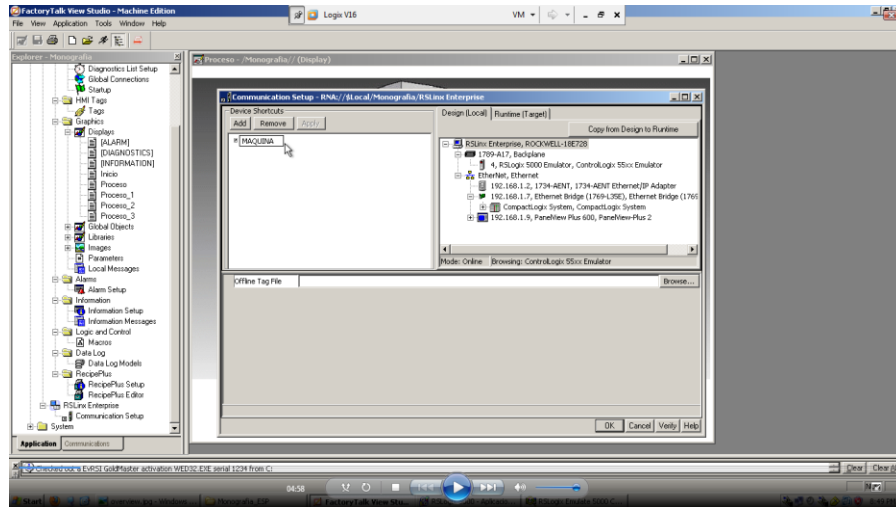 FactoryTalk View Studio - Machine Edition
Logix V16
VM
File View Application Tools Window Help
Explorer - Monografia
Diagnostics List Setup
Global Connections
Startup
HMI Tags
Tags
Graphics
Displays
[ALARM]
[DIAGNOSTICS]
[INFORMATION]
Inicio
Proceso
Proceso_1
Proceso_2
Proceso_3
Global Objects
Libraries
Images
Parameters
Local Messages
Alarms
Alarm Setup
Information
Information Setup
Information Messages
Logic and Control
Macros
Data Log
Data Log Models
RecipePlus
RecipePlus Setup
RecipePlus Editor
RSLinx Enterprise
Communication Setup
System
Application Communications
Proceso - /Monografia// (Display)
Communication Setup - RNA://$Local/Monografia/RSLinx Enterprise
Device Shortcuts
Add Remove Apply
MAQUINA
Design (Local) Runtime (Target)
Copy from Design to Runtime
RSLinx Enterprise, ROCKWELL-18E728
1789-A17, Backplane
4, RSLogix 5000 Emulator, ControlLogix 55xx Emulator
EtherNet, Ethernet
192.168.1.2, 1734-AENT, 1734-AENT Ethernet/IP Adapter
192.168.1.7, Ethernet Bridge (1769-L35E), Ethernet Bridge (1769
CompactLogix System, CompactLogix System
192.168.1.9, PanelView Plus 600, PanelView-Plus 2
Mode: Online Browsing: ControlLogix 55xx Emulator
Offline Tag File
Browse...
OK Cancel Verify Help
Checked out a EvRSI GoldMaster activation WED32.EXE serial 1234 from C:
Clear
04:58
Start